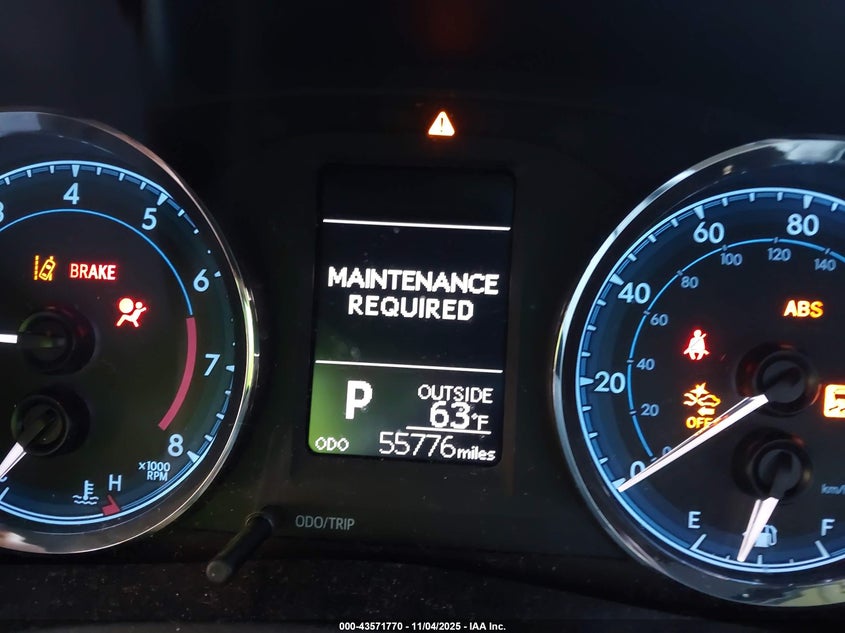 4
5
6
7
8
x1000
RPM
H
BRAKE
MAINTENANCE
REQUIRED
P
OUTSIDE
63°F
ODO 55776 miles
ODO/TRIP
0
20
40
60
80
0
20
40
60
80
100
120
140
ABS
OFF
km/h
E
F
000-43571770 - 11/04/2025 - IAA Inc.